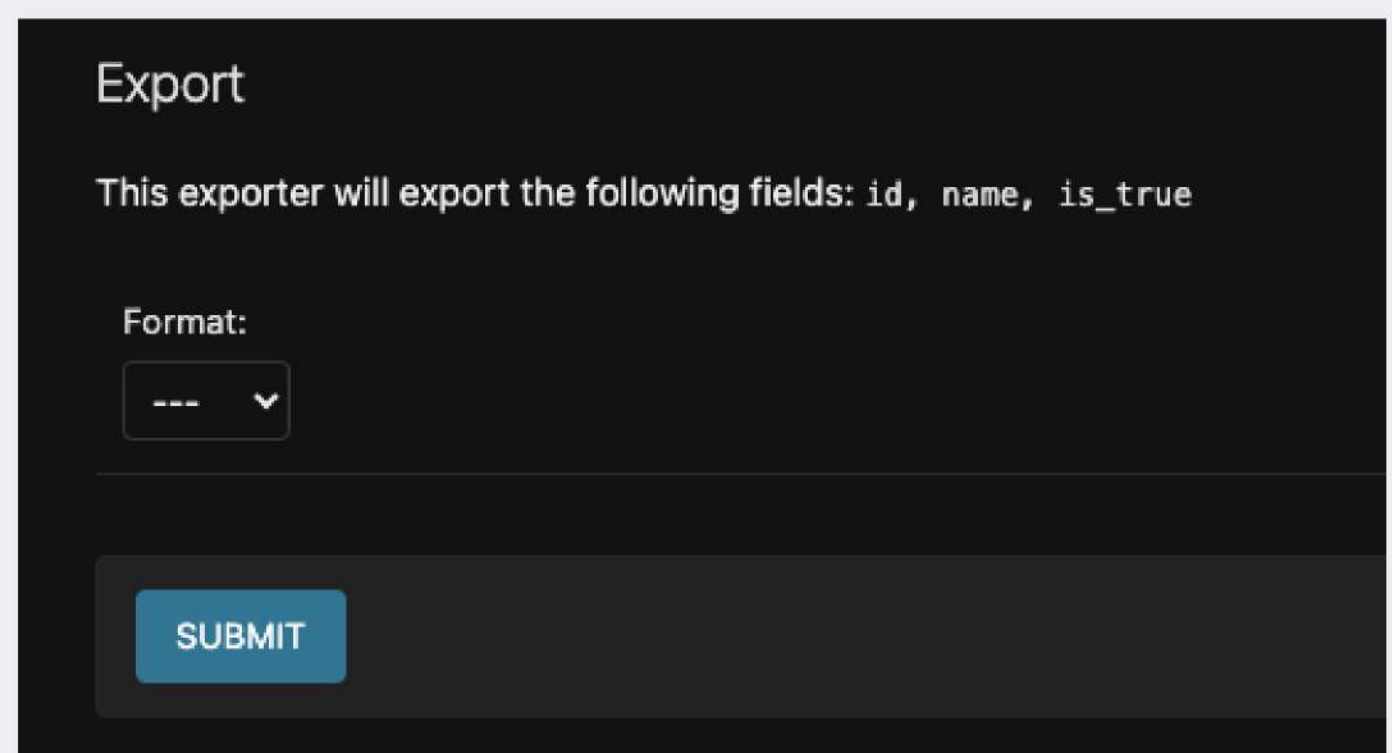 Export
This exporter will export the following fields: id, name, is_true
Format:
---
SUBMIT